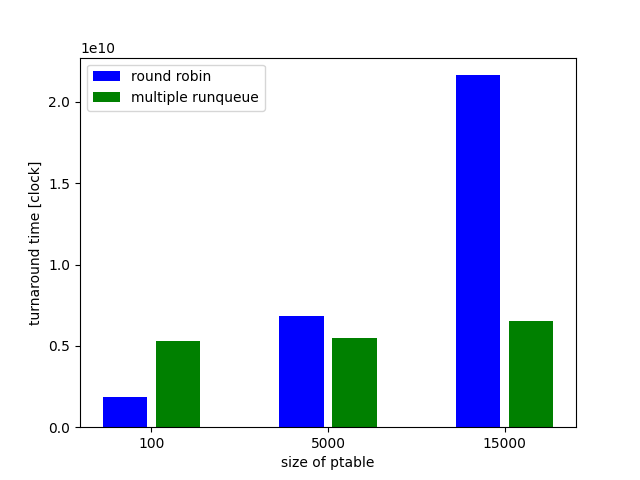 1e10
round robin
multiple runqueue
2.0
1.5
1.0
0.5
0.0
turnaround time [clock]
100
5000
15000
size of ptable